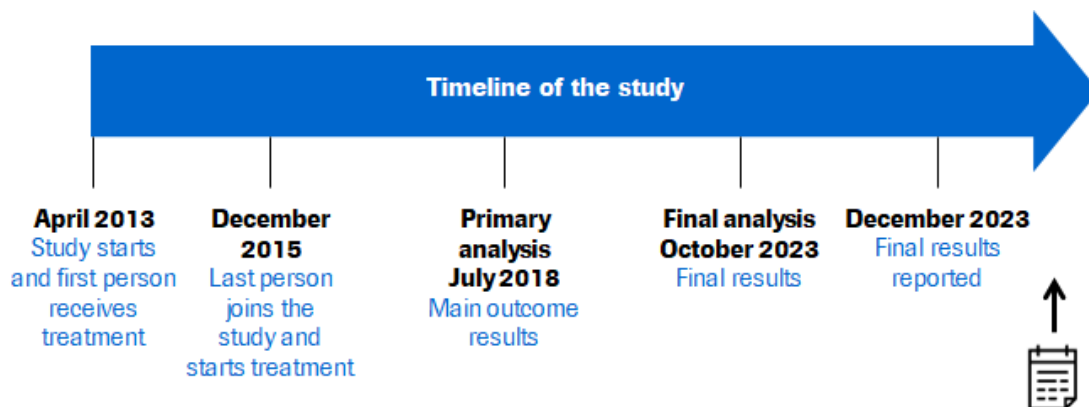 Timeline of the study
April 2013
Study starts
and first person
receives
treatment
December
2015
Last person
joins the
study and
starts treatment
Primary
analysis
July 2018
Main outcome
results
Final analysis
October 2023
Final results
December 2023
Final results
reported